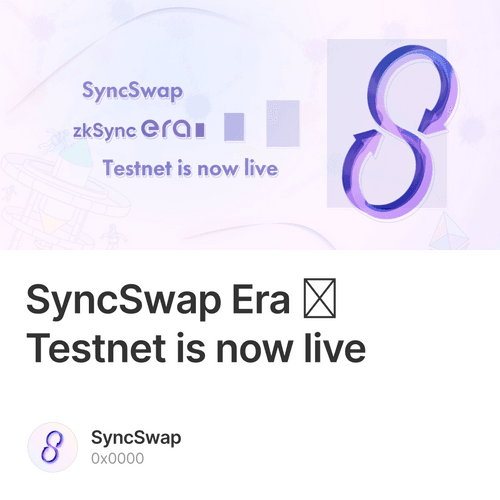 SyncSwap
zkSync era
Testnet is now live
SyncSwap Era
Testnet is now live
SyncSwap
0x0000